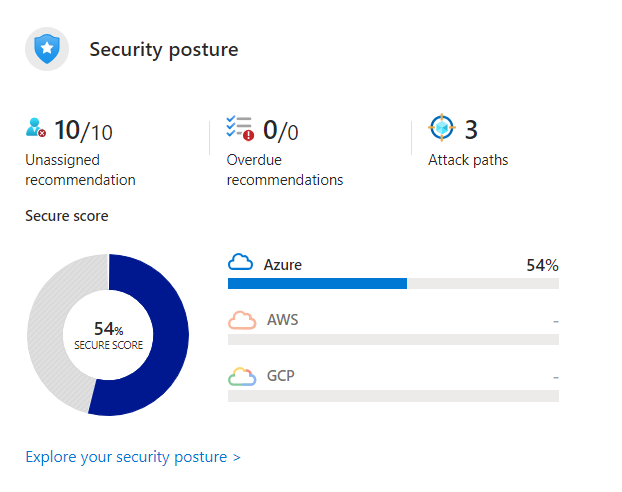 Security posture
10/10
Unassigned
recommendation
0/0
Overdue
recommendations
3
Attack paths
Secure score
54%
SECURE SCORE
Azure
54%
AWS
-
GCP
-
Explore your security posture >